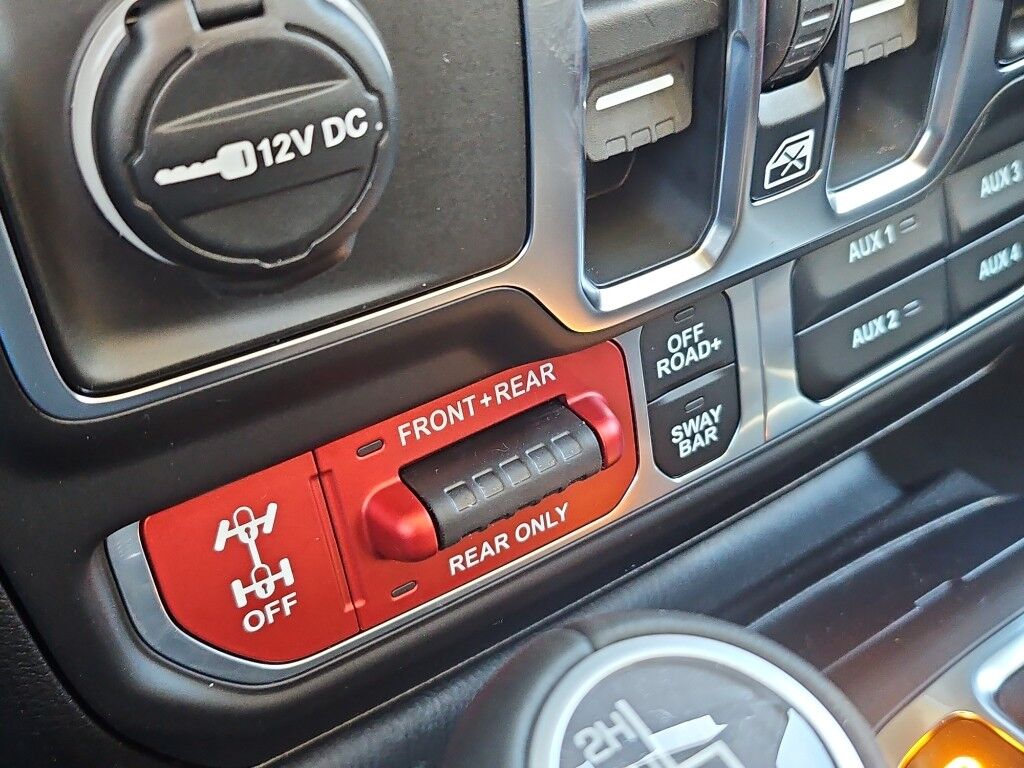 12V DC
AUX 3
AUX 1
AUX 4
AUX 2
OFF
ROAD+
SWAY
BAR
FRONT+REAR
REAR ONLY
OFF
2H